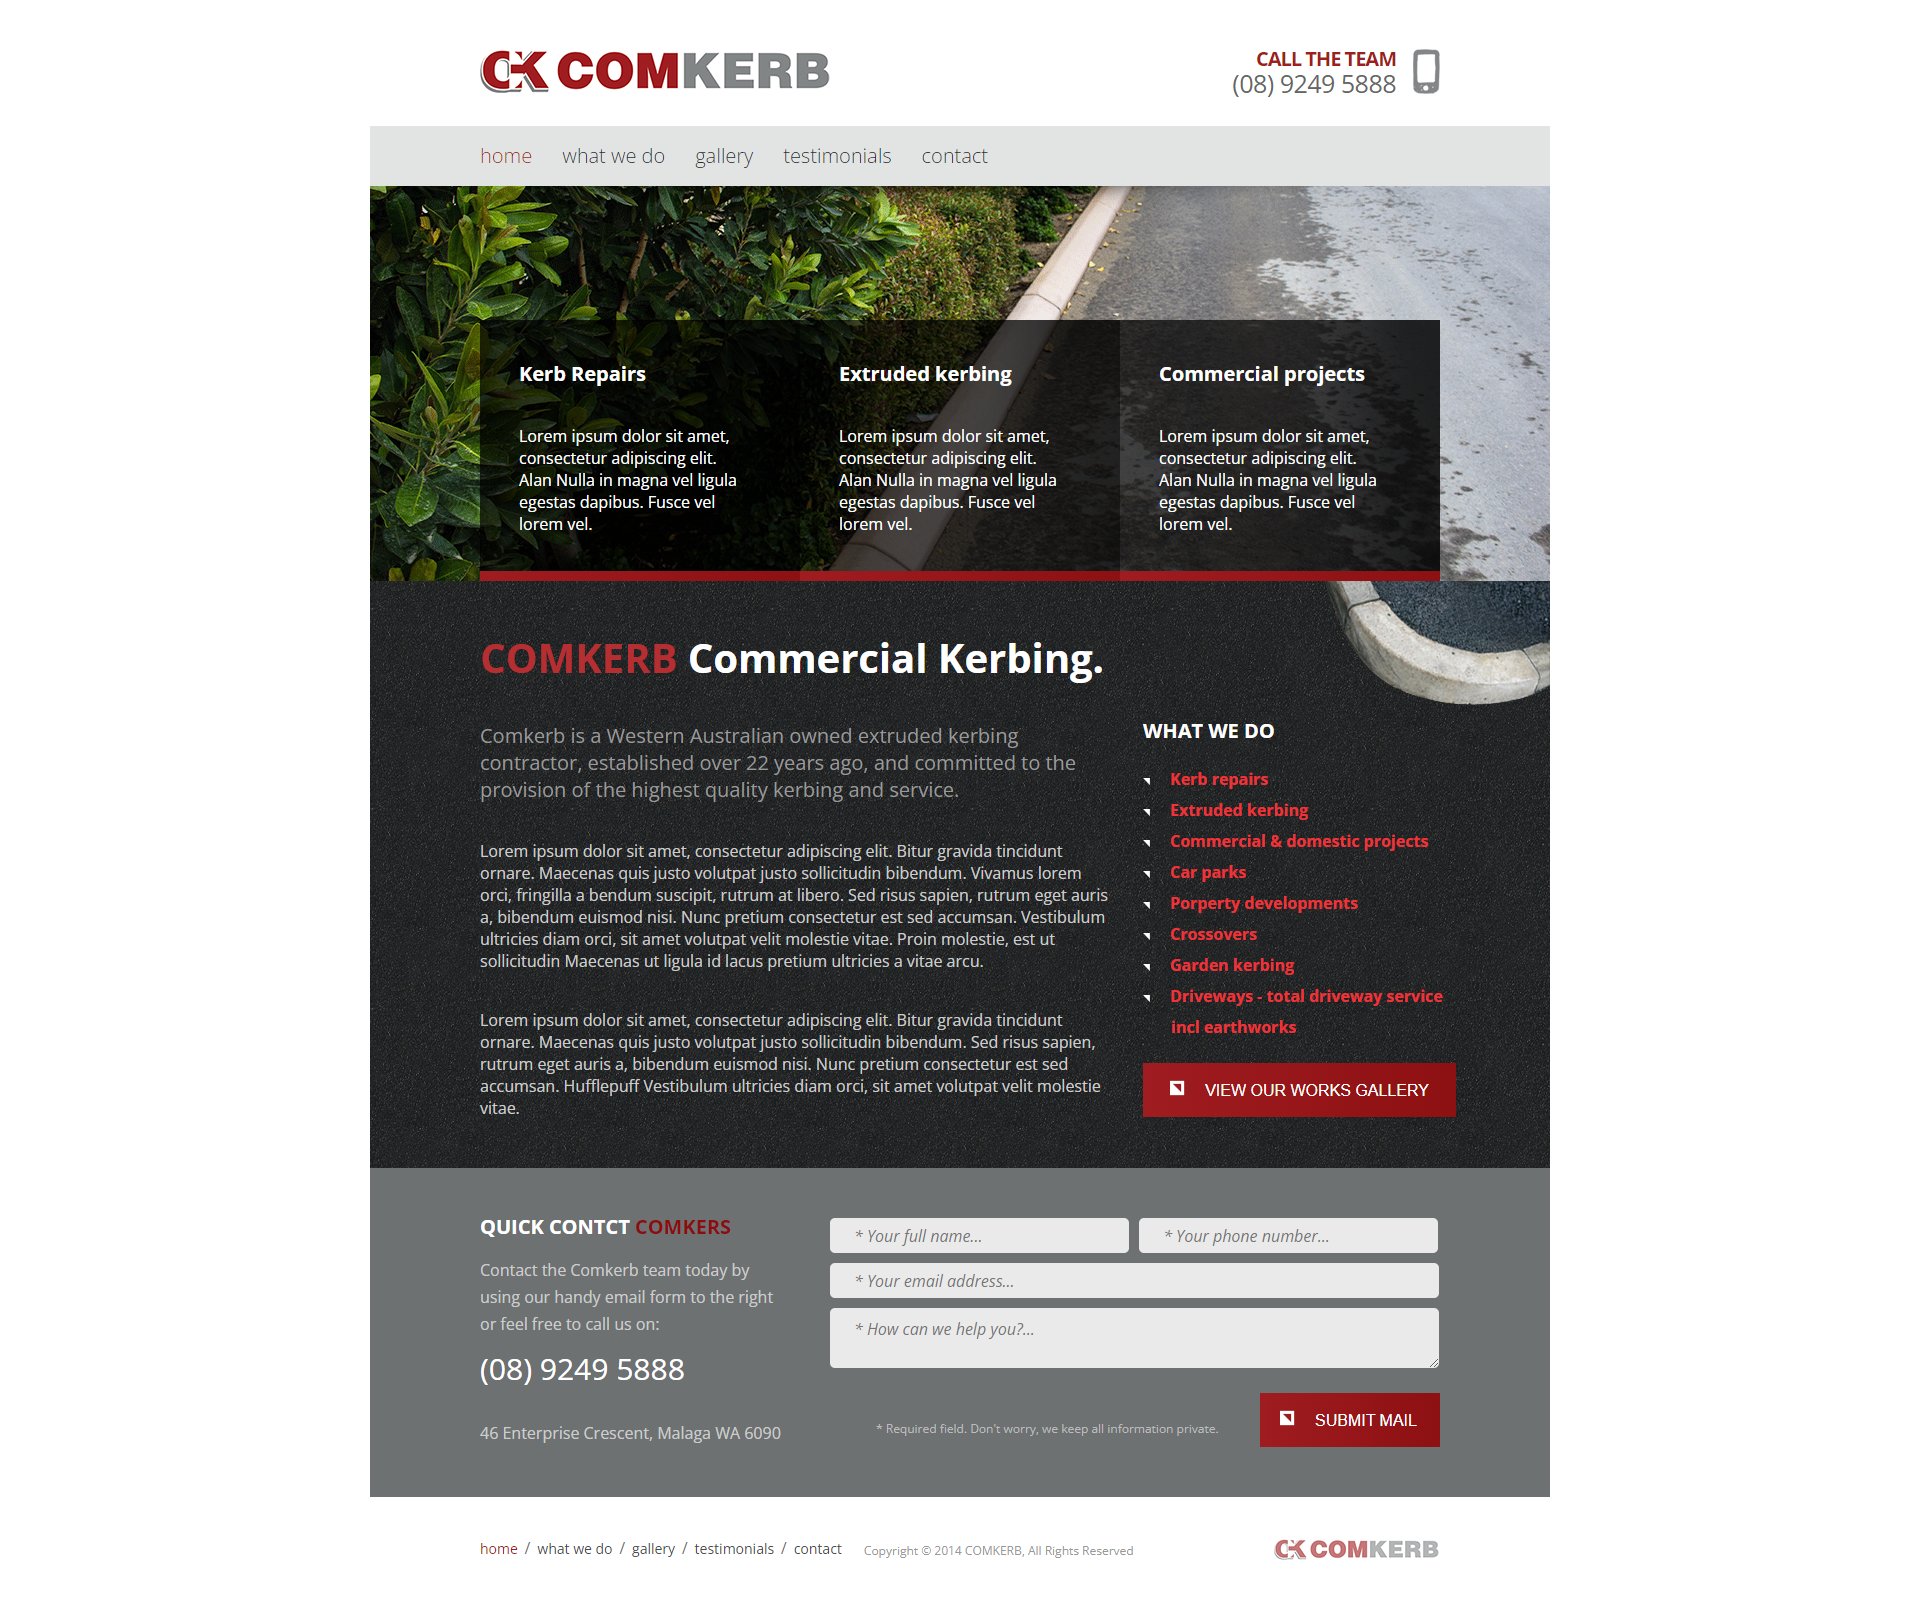 CK COMKERB
CALL THE TEAM
(08) 9249 5888
home what we do gallery testimonials contact
Kerb Repairs
Lorem ipsum dolor sit amet,
consectetur adipiscing elit.
Alan Nulla in magna vel ligula
egestas dapibus. Fusce vel
lorem vel.
Extruded kerbing
Lorem ipsum dolor sit amet,
consectetur adipiscing elit.
Alan Nulla in magna vel ligula
egestas dapibus. Fusce vel
lorem vel.
Commercial projects
Lorem ipsum dolor sit amet,
consectetur adipiscing elit.
Alan Nulla in magna vel ligula
egestas dapibus. Fusce vel
lorem vel.
COMKERB Commercial Kerbing.
Comkerb is a Western Australian owned extruded kerbing
contractor, established over 22 years ago, and committed to the
provision of the highest quality kerbing and service.
Lorem ipsum dolor sit amet, consectetur adipiscing elit. Bitur gravida tincidunt
ornare. Maecenas quis justo volutpat justo sollicitudin bibendum. Vivamus lorem
orci, fringilla a bendum suscipit, rutrum at libero. Sed risus sapien, rutrum eget auris
a, bibendum euismod nisi. Nunc pretium consectetur est sed accumsan. Vestibulum
ultricies diam orci, sit amet volutpat velit molestie vitae. Proin molestie, est ut
sollicitudin Maecenas ut ligula id lacus pretium ultricies a vitae arcu.
Lorem ipsum dolor sit amet, consectetur adipiscing elit. Bitur gravida tincidunt
ornare. Maecenas quis justo volutpat justo sollicitudin bibendum. Sed risus sapien,
rutrum eget auris a, bibendum euismod nisi. Nunc pretium consectetur est sed
accumsan. Hufflepuff Vestibulum ultricies diam orci, sit amet volutpat velit molestie
vitae.
WHAT WE DO
Kerb repairs
Extruded kerbing
Commercial & domestic projects
Car parks
Porperty developments
Crossovers
Garden kerbing
Driveways - total driveway service
incl earthworks
VIEW OUR WORKS GALLERY
QUICK CONTCT COMKERS
Contact the Comkerb team today by
using our handy email form to the right
or feel free to call us on:
(08) 9249 5888
46 Enterprise Crescent, Malaga WA 6090
* Your full name...
* Your phone number...
* Your email address...
* How can we help you?...
* Required field. Don't worry, we keep all information private.
SUBMIT MAIL
home / what we do / gallery / testimonials / contact
Copyright © 2014 COMKERB, All Rights Reserved
CK COMKERB